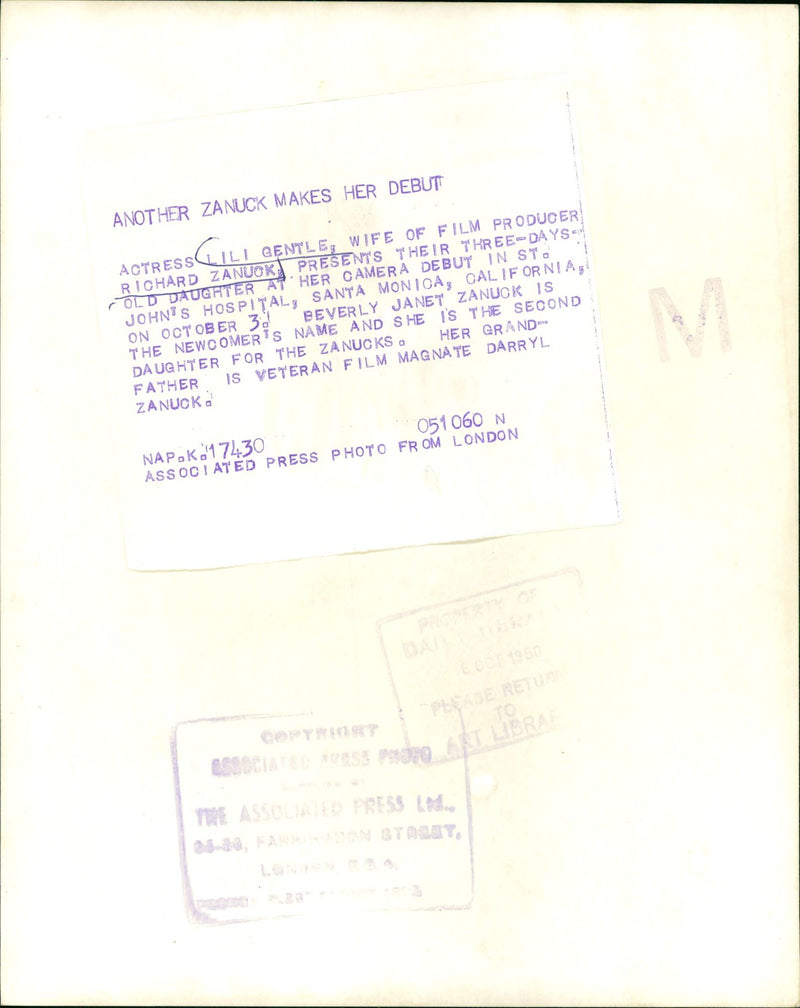 ANOTHER ZANUCK MAKES HER DEBUT
ACTRESS LILI GENTLE, WIFE OF FILM PRODUCER
RICHARD ZANUCK, PRESENTS THEIR THREE-DAYS-
OLD DAUGHTER AT HER CAMERA DEBUT IN ST.
JOHN'S HOSPITAL, SANTA MONICA, CALIFORNIA,
ON OCTOBER 3. BEVERLY JANET ZANUCK IS
THE NEWCOMER'S NAME AND SHE IS THE SECOND
DAUGHTER FOR THE ZANUCKS. HER GRAND-
FATHER IS VETERAN FILM MAGNATE DARRYL
ZANUCK.
NAP.K.17430 051060 N
ASSOCIATED PRESS PHOTO FROM LONDON
M
PROPERTY OF
OCT 1960
PLEASE RETURN
TO
ART LIBRAR
COPYRIGHT
ASSOCIATED PRESS PHOTO
THE ASSOCIATED PRESS Ltd.,
FARRINGDON STREET,
LONDON, E.C.4.